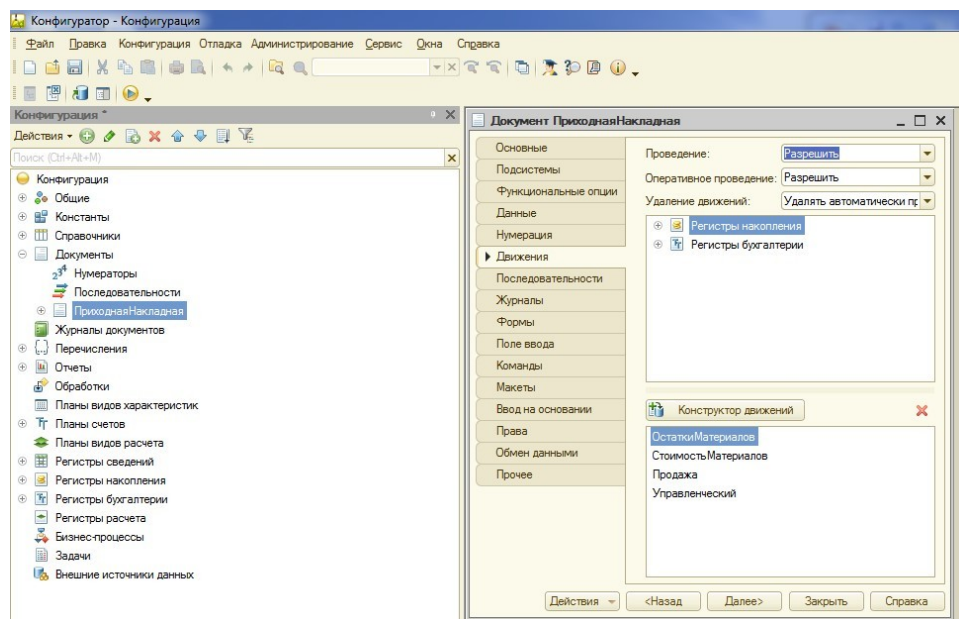 Конфигуратор - Конфигурация
Файл Правка Конфигурация Отладка Администрирование Сервис Окна Справка
Конфигурация *
Действия
Поиск (Ctrl+Alt+M)
Конфигурация
Общие
Константы
Справочники
Документы
Нумераторы
Последовательности
ПриходнаяНакладная
Журналы документов
Перечисления
Отчеты
Обработки
Планы видов характеристик
Планы счетов
Планы видов расчета
Регистры сведений
Регистры накопления
Регистры бухгалтерии
Регистры расчета
Бизнес-процессы
Задачи
Внешние источники данных
Документ ПриходнаяНакладная
Основные
Подсистемы
Функциональные опции
Данные
Нумерация
Движения
Последовательности
Журналы
Формы
Поле ввода
Команды
Макеты
Ввод на основании
Права
Обмен данными
Прочее
Проведение: Разрешить
Оперативное проведение: Разрешить
Удаление движений: Удалять автоматически пр
Регистры накопления
Регистры бухгалтерии
Конструктор движений
ОстаткиМатериалов
СтоимостьМатериалов
Продажа
Управленческий
Действия <Назад Далее> Закрыть Справка